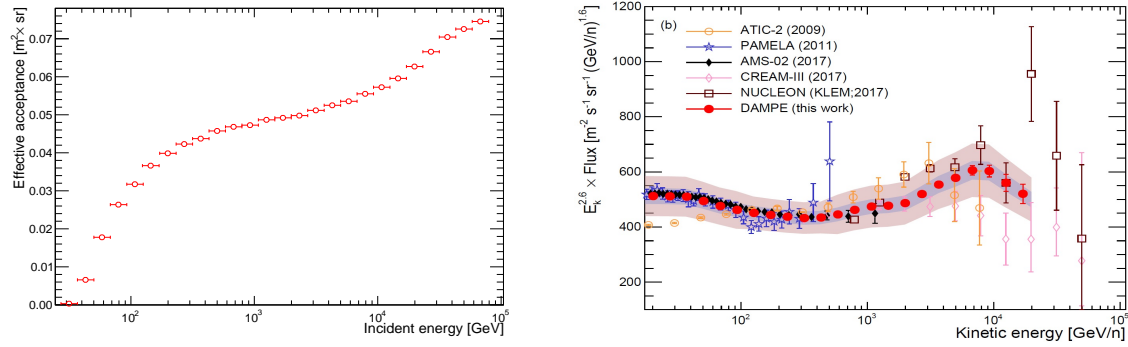 Effective acceptance [m²× sr]
0.07
0.06
0.05
0.04
0.03
0.02
0.01
0.00
10² 10³ 10⁴ 10⁵
Incident energy [GeV]
E_k^{2.6} × Flux [m⁻² s⁻¹ sr⁻¹ (GeV/n)^{1.6}]
1200
1000
800
600
400
200
(b)
ATIC-2 (2009)
PAMELA (2011)
AMS-02 (2017)
CREAM-III (2017)
NUCLEON (KLEM;2017)
DAMPE (this work)
10² 10³ 10⁴ 10⁵
Kinetic energy [GeV/n]